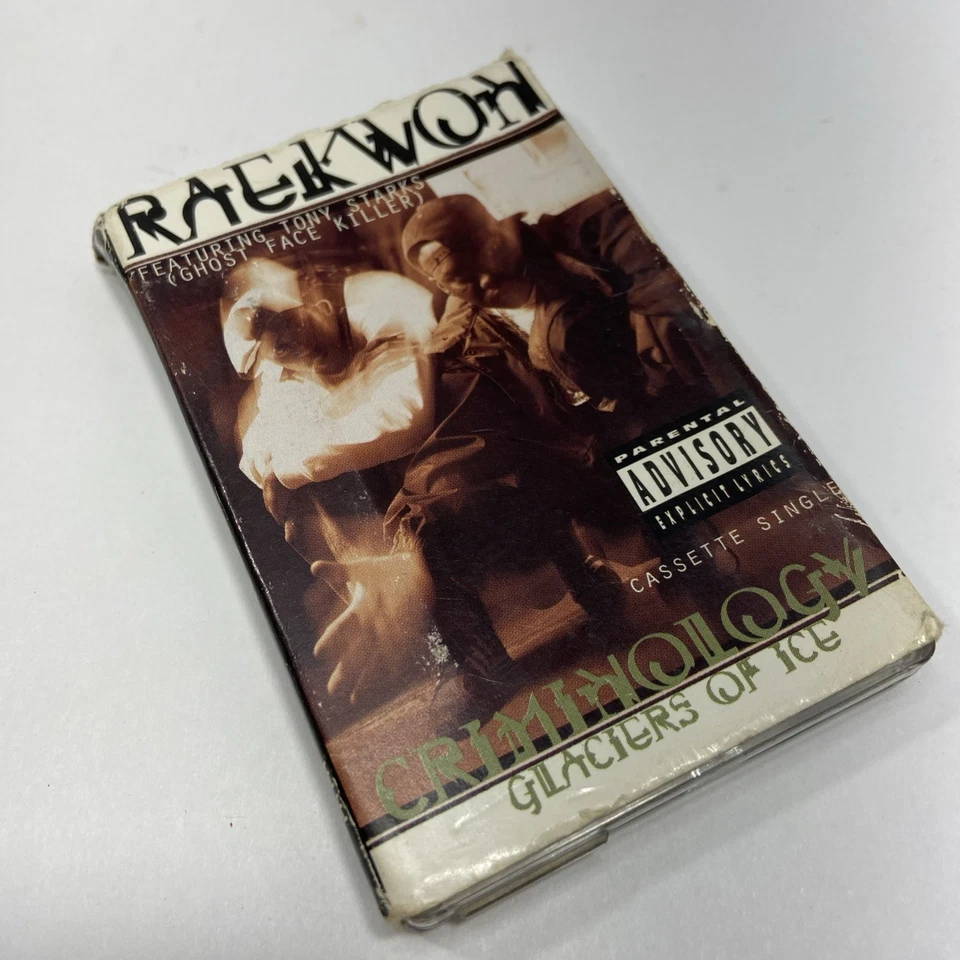 RAEKWON
FEATURING TONY STARKS
(GHOST FACE KILLER)
PARENTAL
ADVISORY
EXPLICIT LYRICS
CASSETTE SINGLE
CRIMINOLOGY
GLACIERS OF ICE